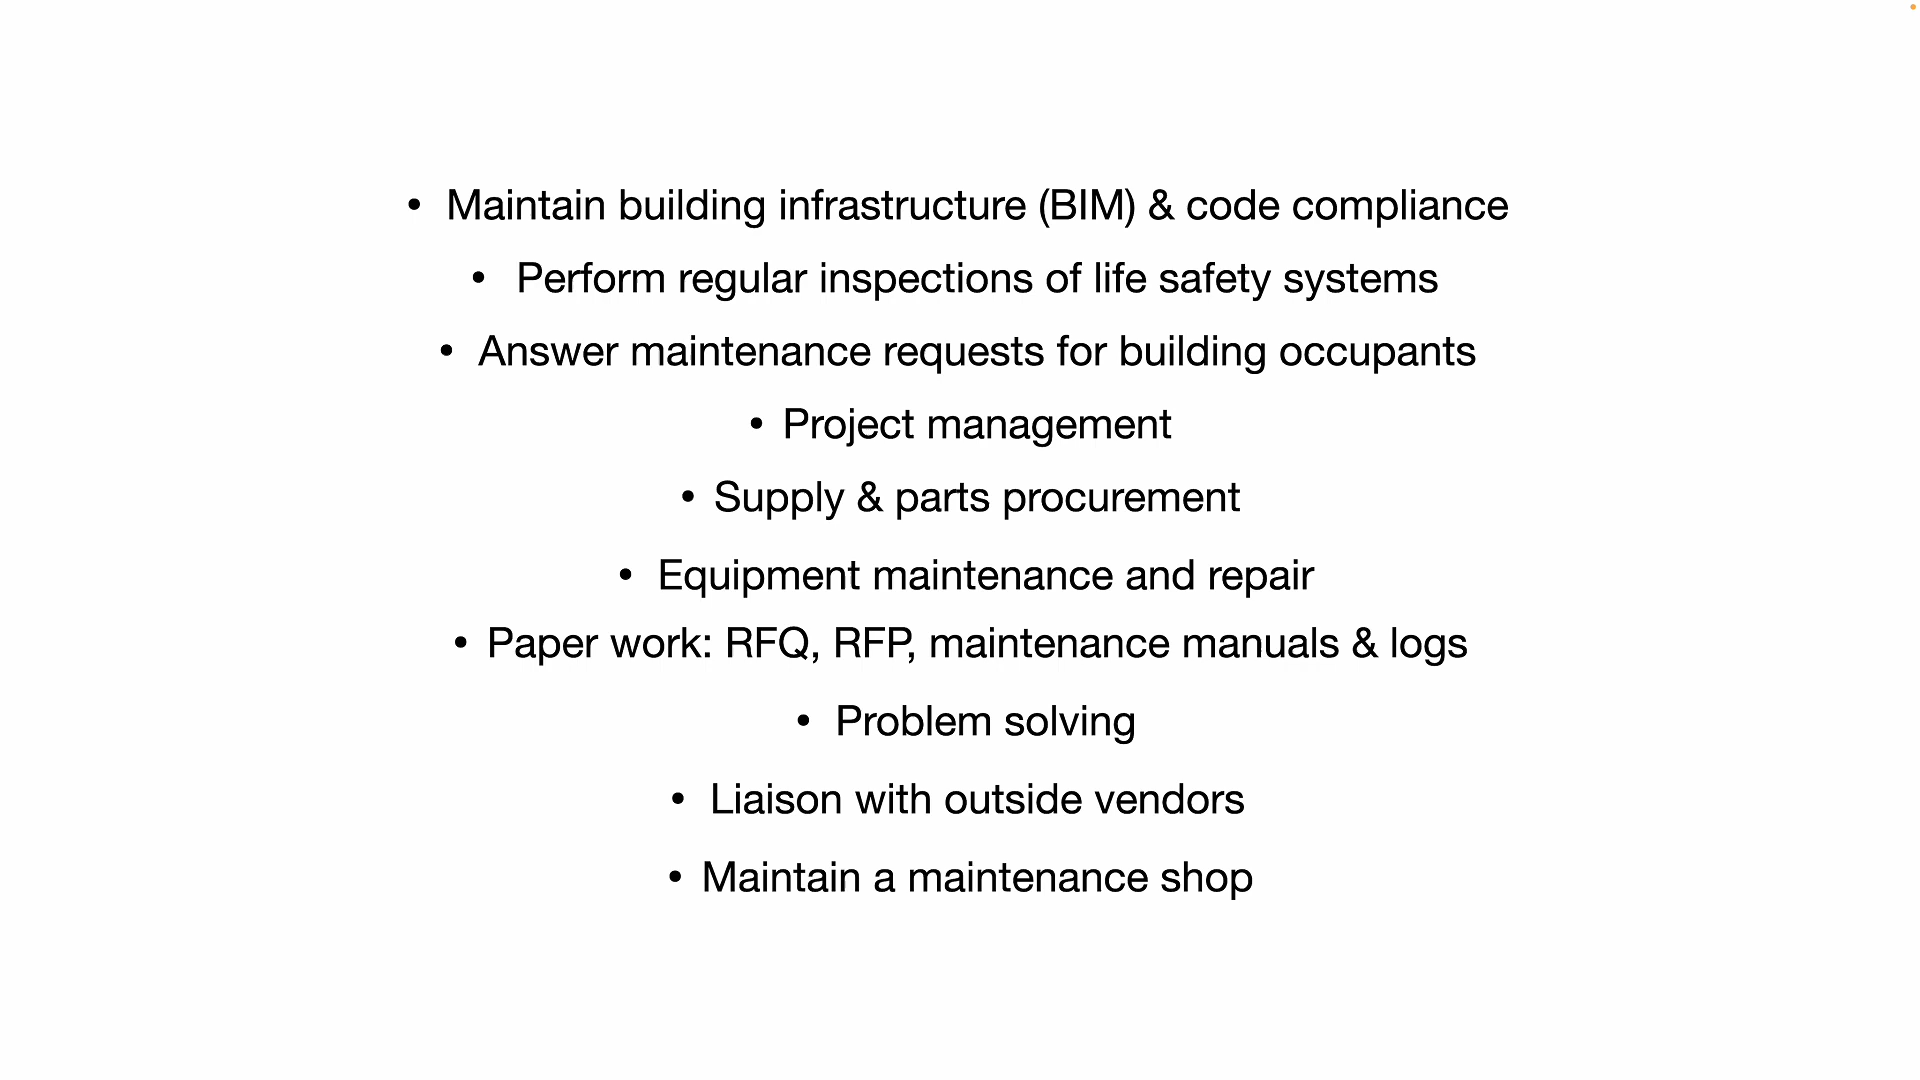 • Maintain building infrastructure (BIM) & code compliance
• Perform regular inspections of life safety systems
• Answer maintenance requests for building occupants
• Project management
• Supply & parts procurement
• Equipment maintenance and repair
• Paper work: RFQ, RFP, maintenance manuals & logs
• Problem solving
• Liaison with outside vendors
• Maintain a maintenance shop